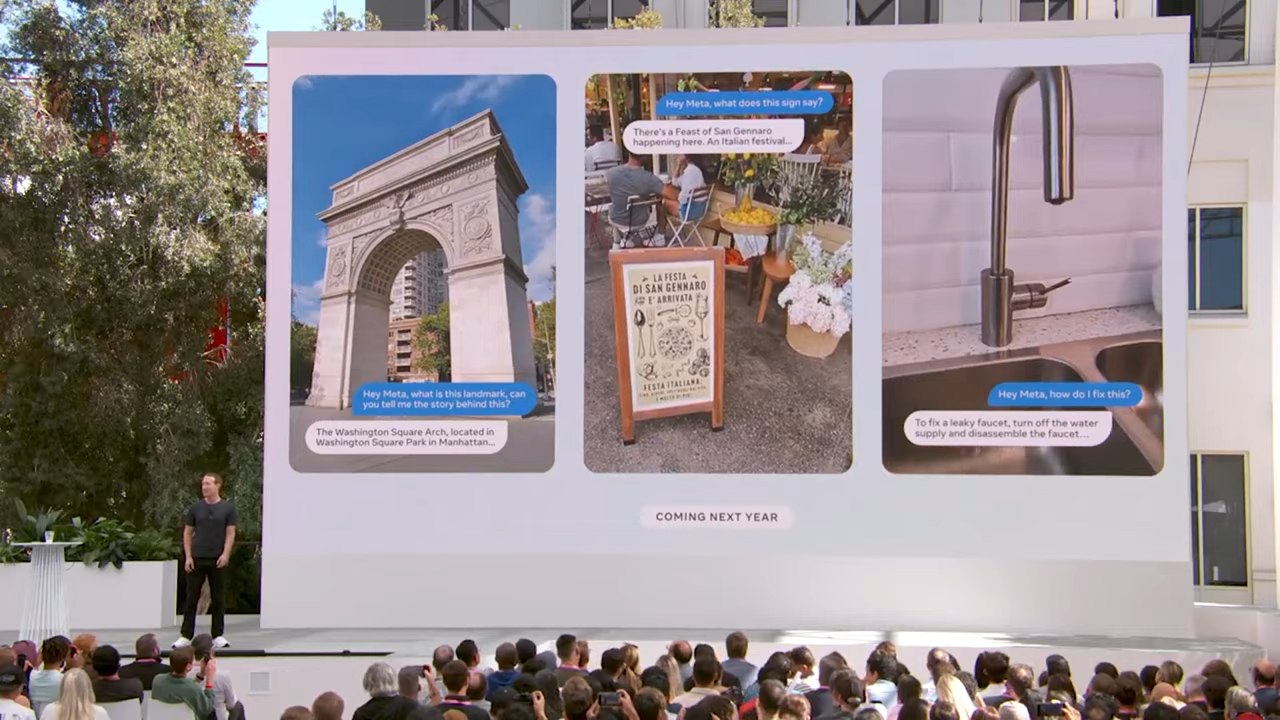 Hey Meta, what is this landmark, can
you tell me the story behind this?
The Washington Square Arch, located in
Washington Square Park in Manhattan...
Hey Meta, what does this sign say?
There's a Feast of San Gennaro
happening here. An Italian festival...
LA FESTA
DI SAN GENNARO
E' ARRIVATA
FESTA ITALIANA:
Hey Meta, how do I fix this?
To fix a leaky faucet, turn off the water
supply and disassemble the faucet...
COMING NEXT YEAR